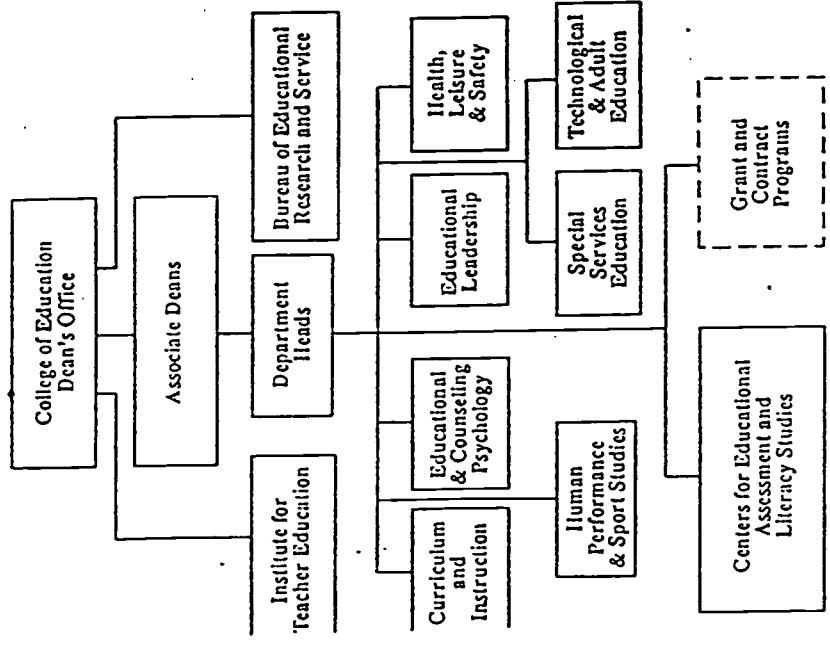 College of Education
Dean's Office
Associate Deans
Institute for
Teacher Education
Department
Heads
Bureau of Educational
Research and Service
Curriculum
and
Instruction
Educational
& Counseling
Psychology
Educational
Leadership
Health,
Leisure
& Safety
Human
Performance
& Sport Studies
Special
Services
Education
Technological
& Adult
Education
Centers for Educational
Assessment and
Literacy Studies
Grant and
Contract
Programs